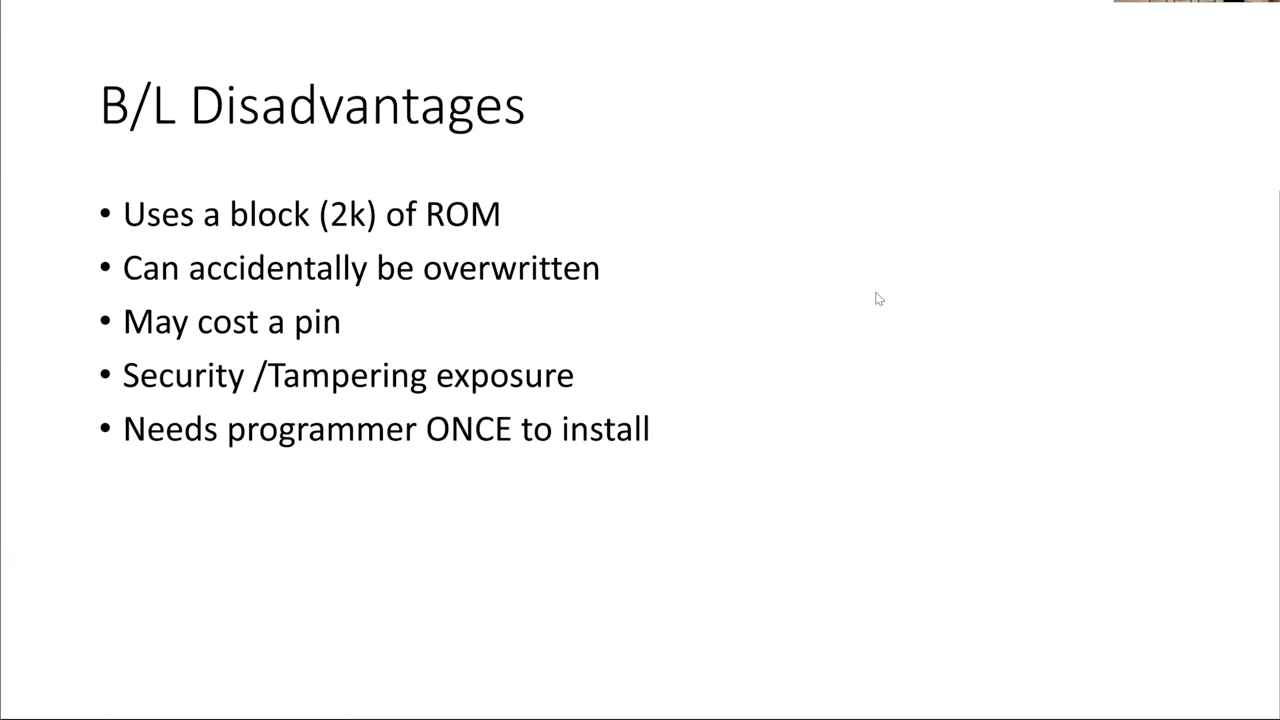 B/L Disadvantages
• Uses a block (2k) of ROM
• Can accidentally be overwritten
• May cost a pin
• Security /Tampering exposure
• Needs programmer ONCE to install